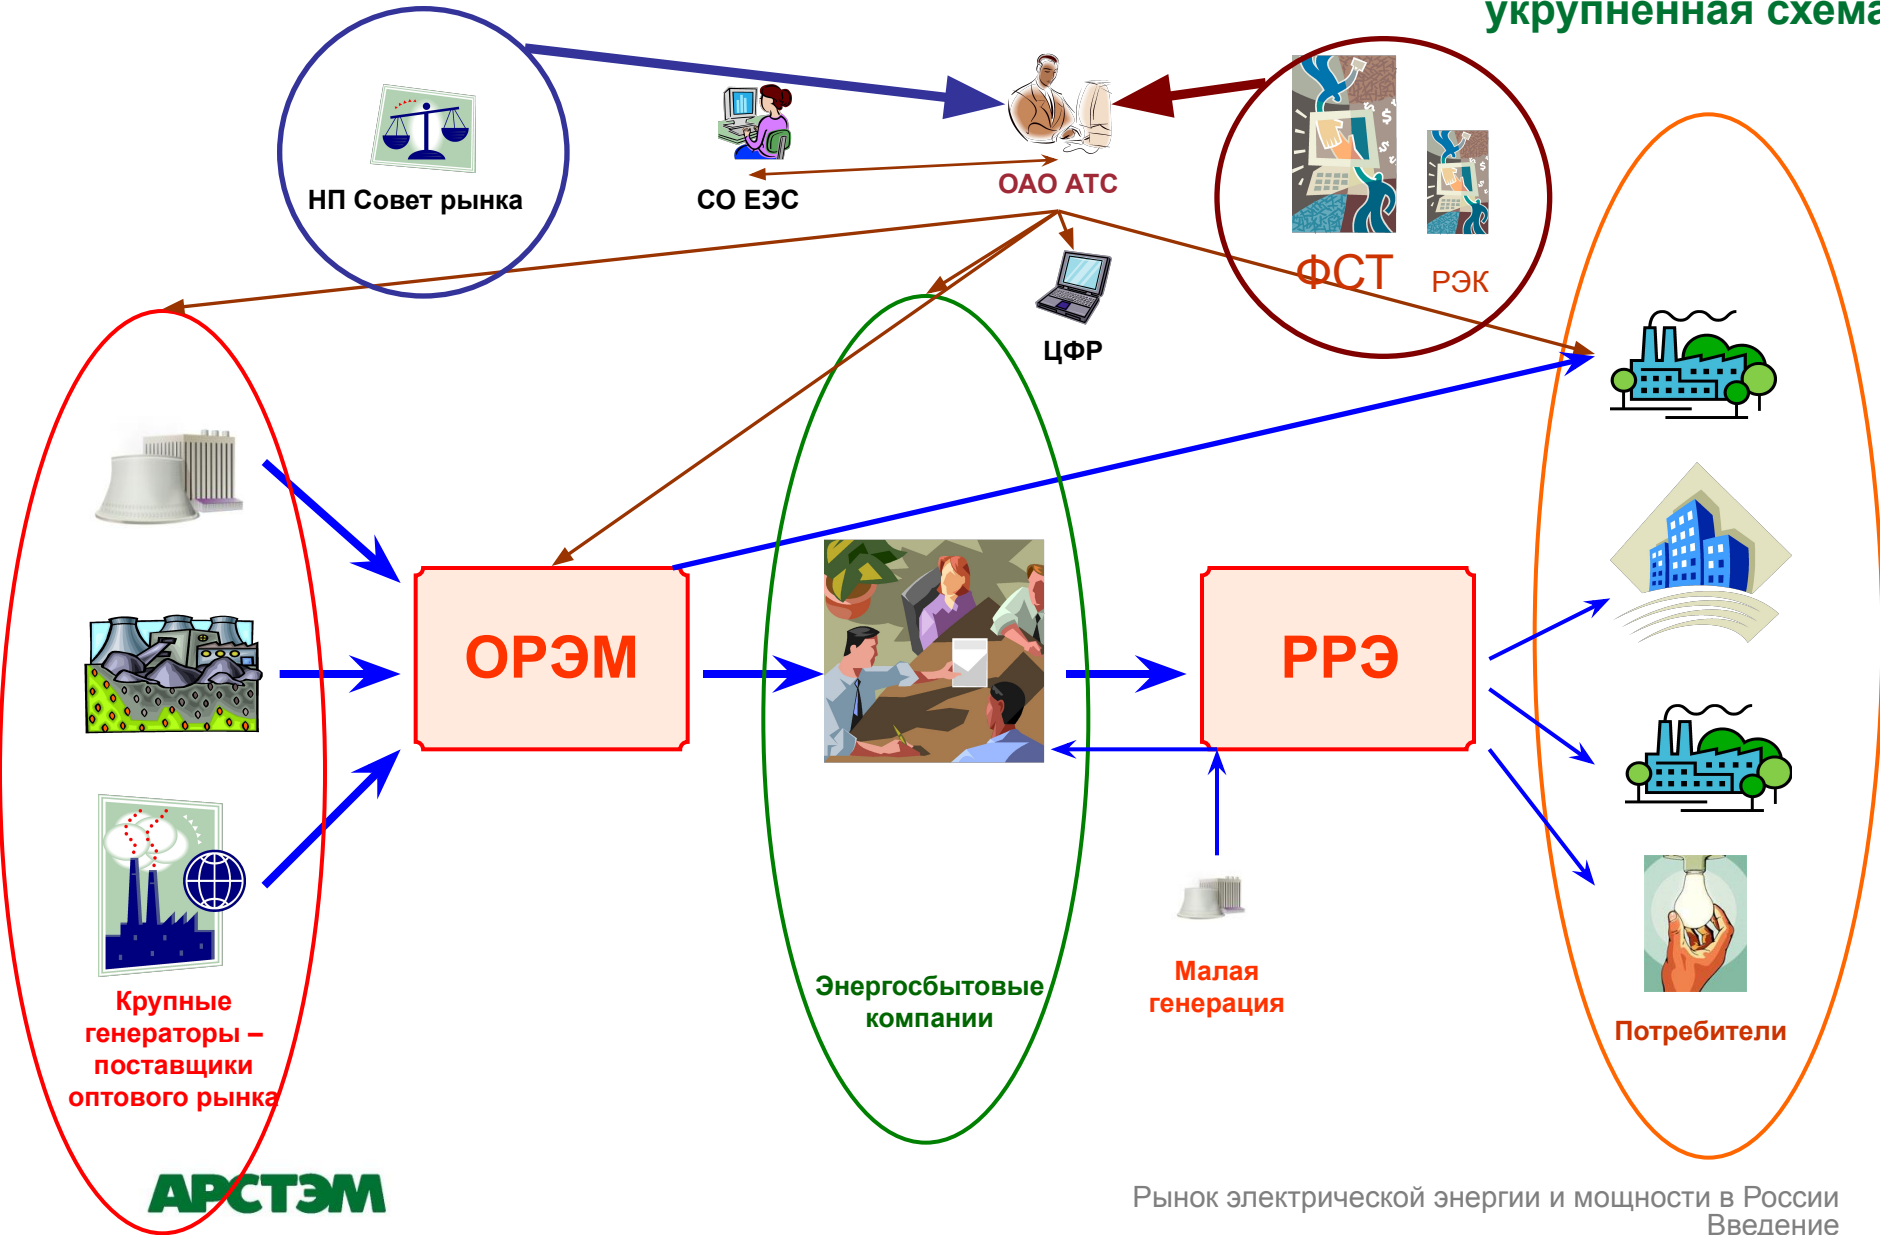 укрупненная схема
НП Совет рынка
СО ЕЭС
ОАО АТС
ФСТ
РЭК
ЦФР
ОРЭМ
РРЭ
Крупные
генераторы –
поставщики
оптового рынка
Энергосбытовые
компании
Малая
генерация
Потребители
АРСТЭМ
Рынок электрической энергии и мощности в России
Введение